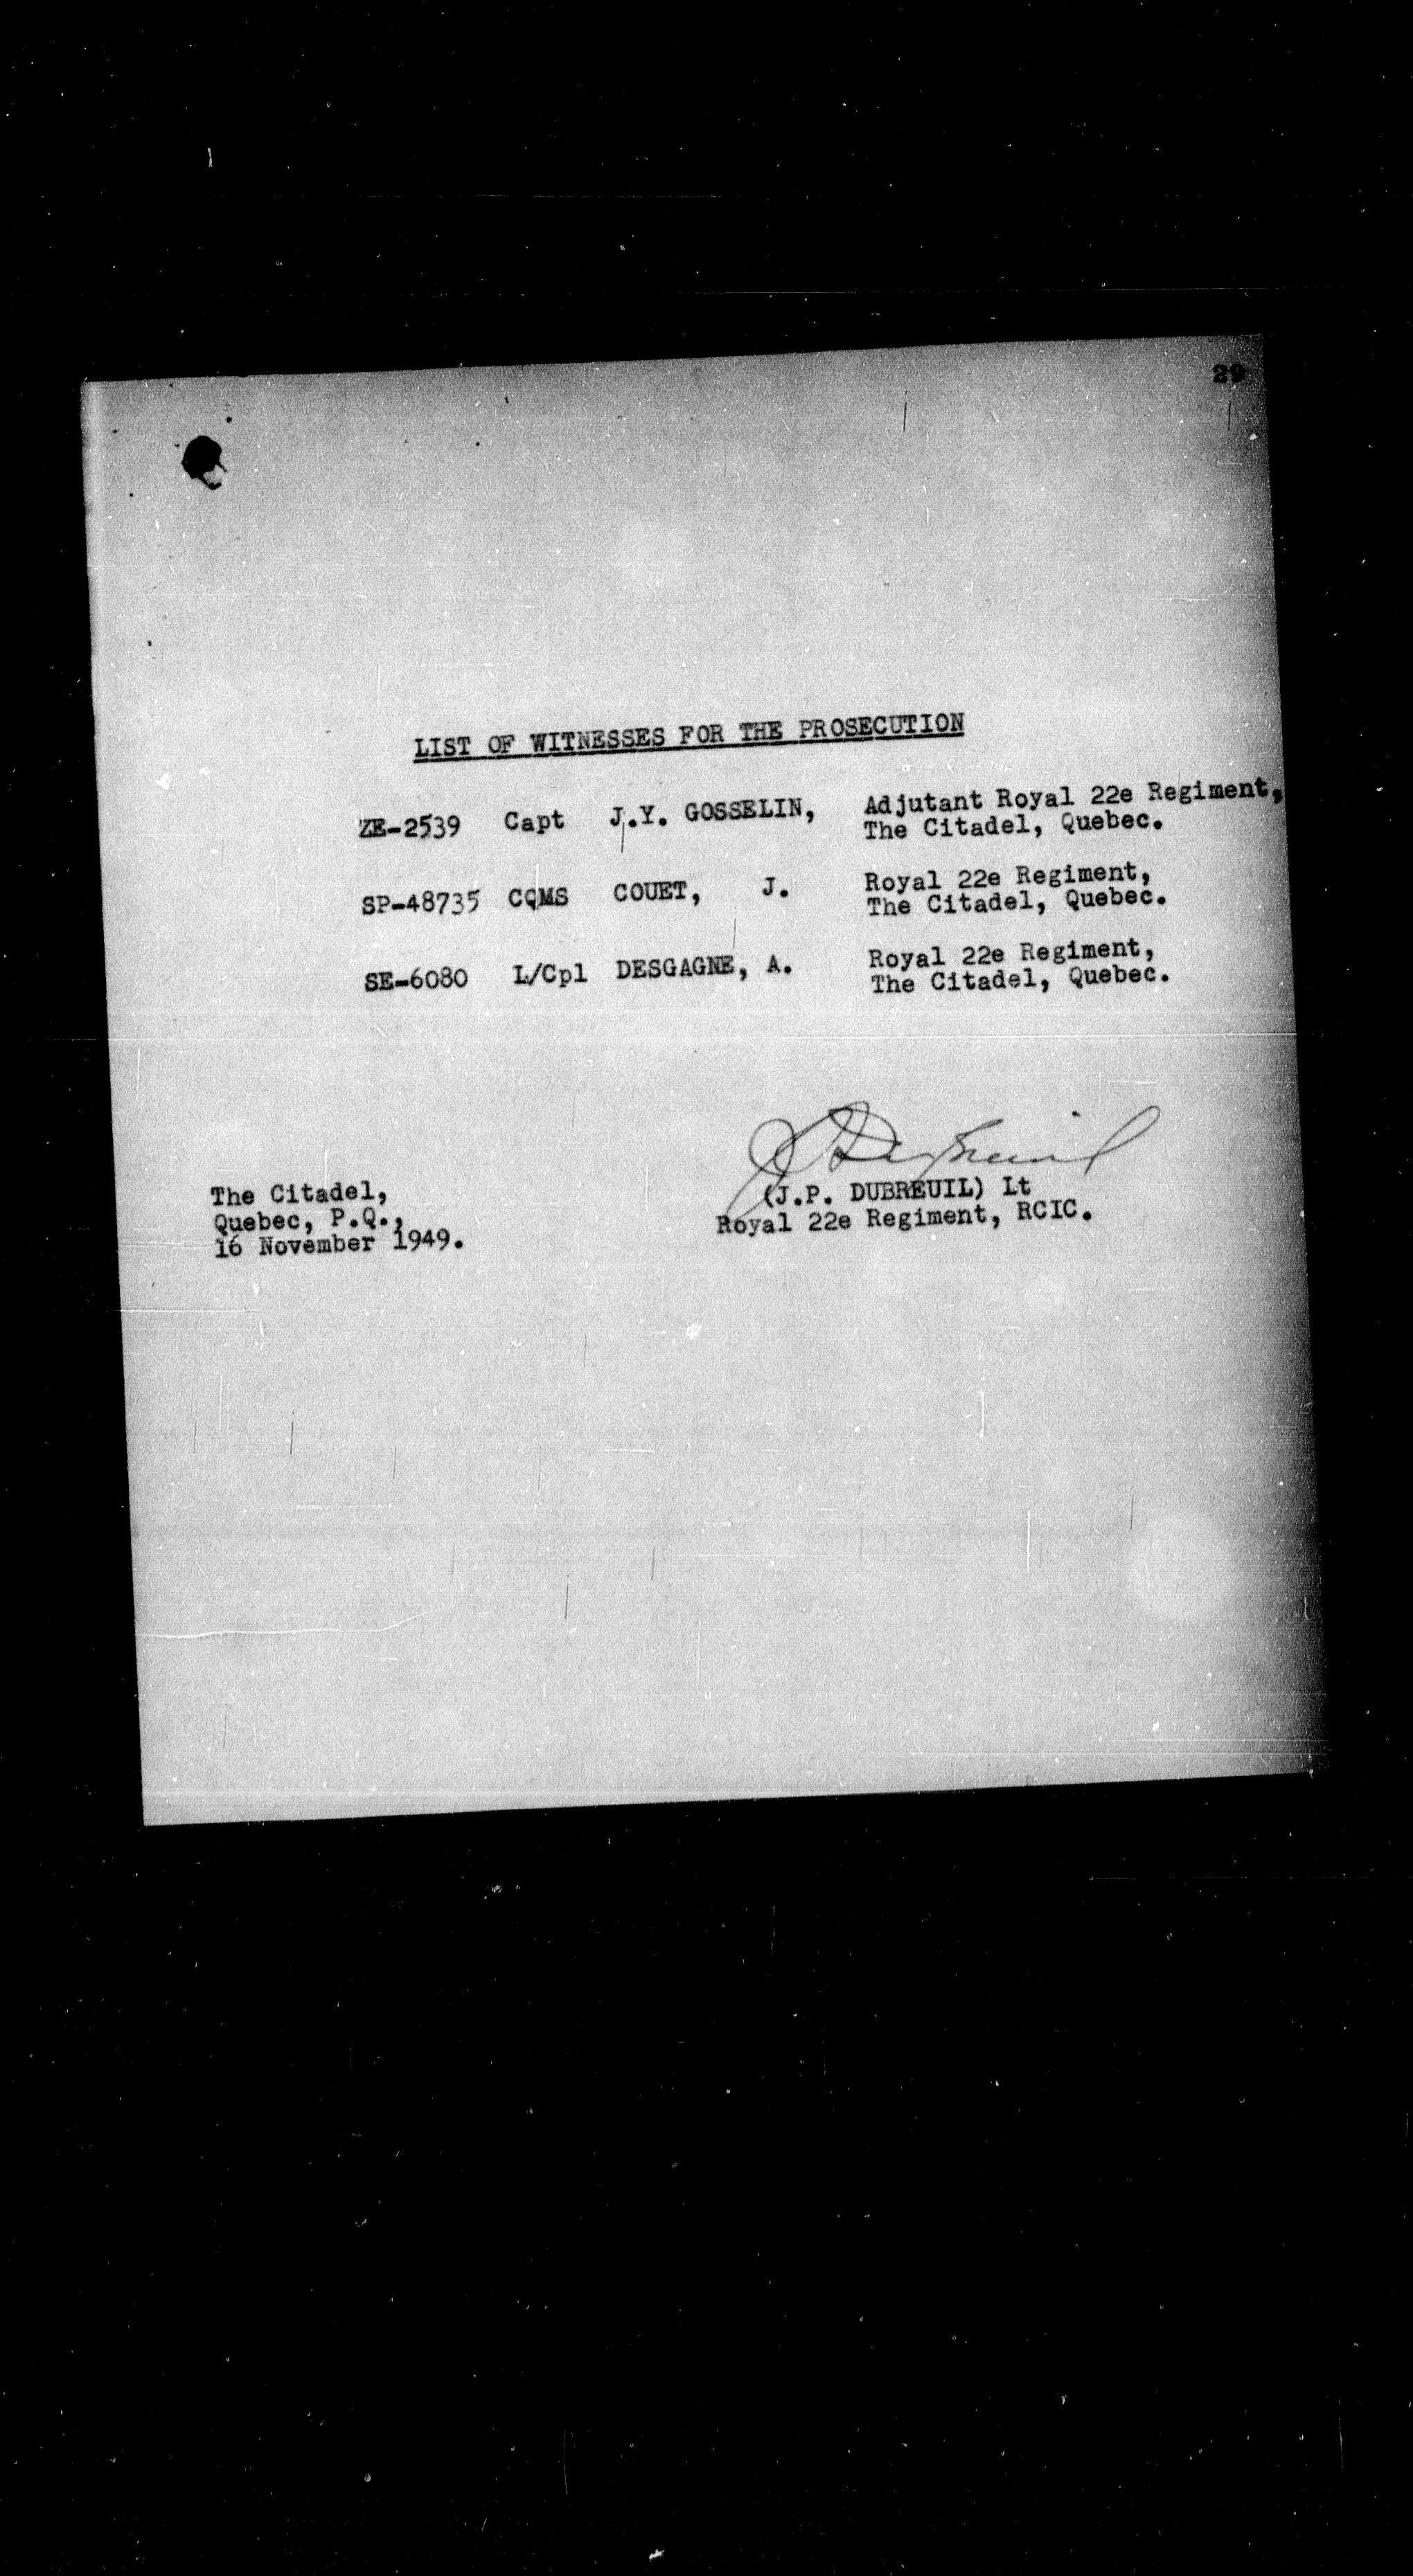 29
LIST OF WITNESSES FOR THE PROSECUTION
ZE-2539 Capt J.Y. GOSSELIN, Adjutant Royal 22e Regiment,
The Citadel, Quebec.
SP-48735 CQMS COUET, J. Royal 22e Regiment,
The Citadel, Quebec.
SE-6080 L/Cpl DESGAGNE, A. Royal 22e Regiment,
The Citadel, Quebec.
J Dubreuil
(J.P. DUBREUIL) Lt
Royal 22e Regiment, RCIC.
The Citadel,
Quebec, P.Q.,
16 November 1949.